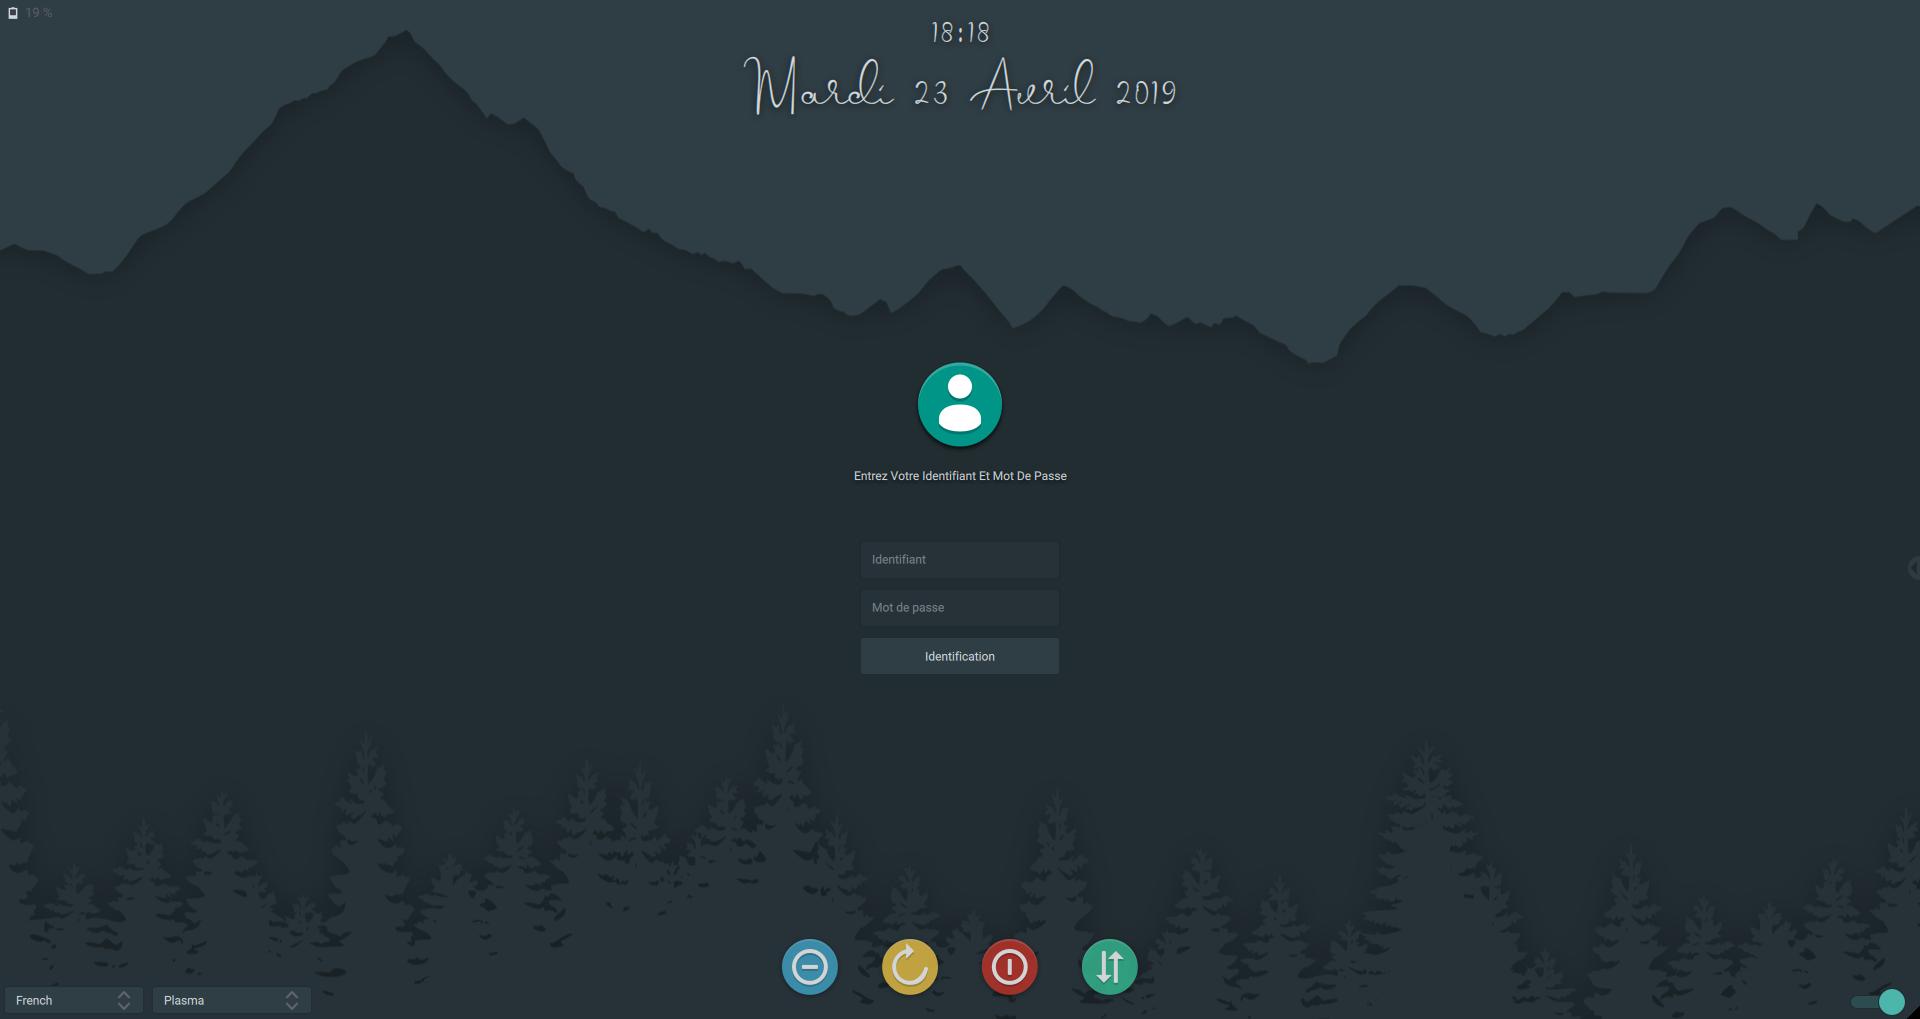 19 %
18:18
Mardi 23 Avril 2019
Entrez Votre Identifiant Et Mot De Passe
Identifiant
Mot de passe
Identification
French
Plasma